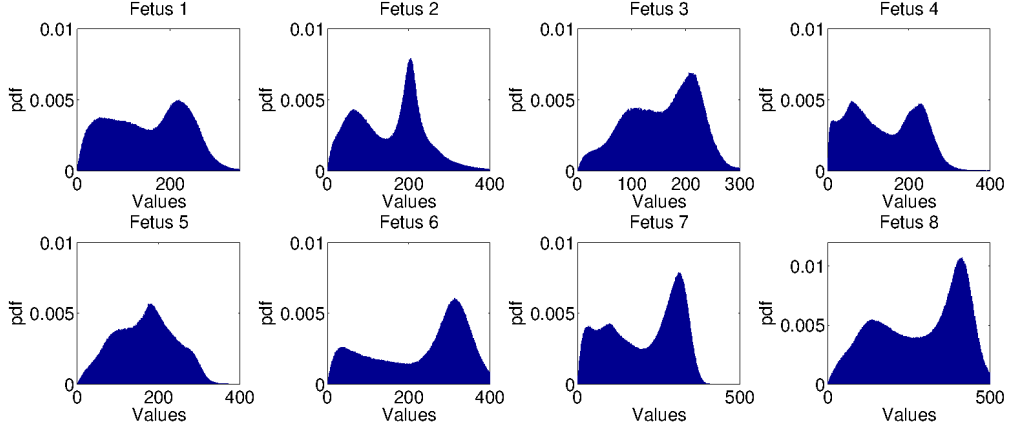 Fetus 1
Fetus 2
Fetus 3
Fetus 4
0.01
0.01
0.01
0.01
pdf
0.005
pdf
0.005
pdf
0.005
pdf
0.005
0
0
0
0
0 200
0 200 400
0 100 200 300
0 200 400
Values
Values
Values
Values
Fetus 5
Fetus 6
Fetus 7
Fetus 8
0.01
0.01
0.01
0.01
pdf
0.005
pdf
0.005
pdf
0.005
pdf
0.005
0
0
0
0
0 200 400
0 200 400
0 500
0 500
Values
Values
Values
Values